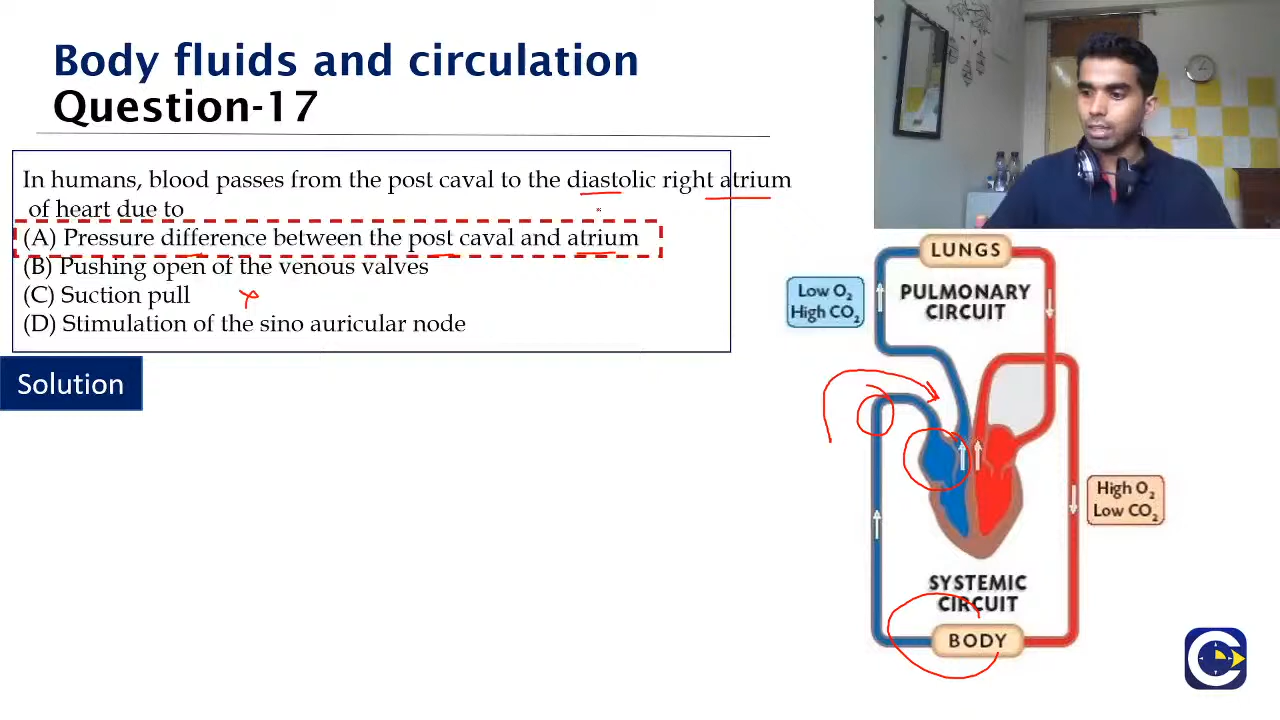 Body fluids and circulation
Question-17
In humans, blood passes from the post caval to the diastolic right atrium
of heart due to
(A) Pressure difference between the post caval and atrium
(B) Pushing open of the venous valves
(C) Suction pull
(D) Stimulation of the sino auricular node
Solution
LUNGS
Low O₂
High CO₂
PULMONARY
CIRCUIT
High O₂
Low CO₂
SYSTEMIC
CIRCUIT
BODY